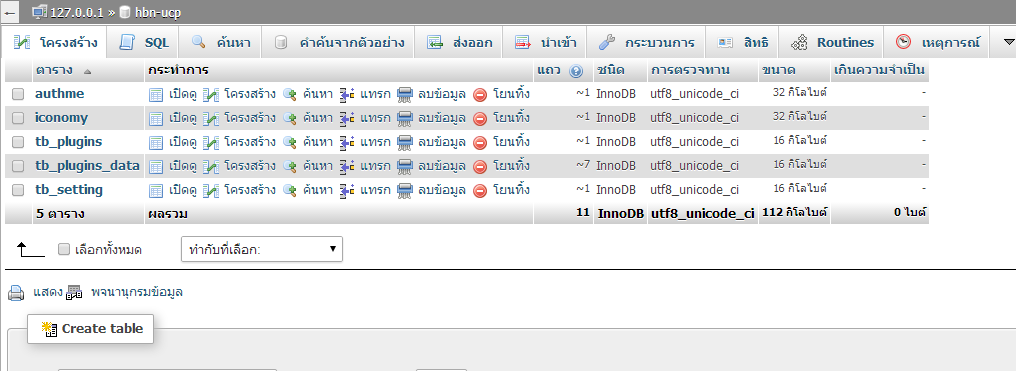 127.0.0.1 » hbn-ucp
โครงสร้าง SQL ค้นหา คำค้นจากตัวอย่าง ส่งออก นำเข้า กระบวนการ สิทธิ Routines เหตุการณ์
ตาราง กระทำการ แถว ชนิด การตรวจทาน ขนาด เกินความจำเป็น
authme เปิดดู โครงสร้าง ค้นหา แทรก ลบข้อมูล โยนทิ้ง ~1 InnoDB utf8_unicode_ci 32 กิโลไบต์ -
iconomy เปิดดู โครงสร้าง ค้นหา แทรก ลบข้อมูล โยนทิ้ง ~1 InnoDB utf8_unicode_ci 32 กิโลไบต์ -
tb_plugins เปิดดู โครงสร้าง ค้นหา แทรก ลบข้อมูล โยนทิ้ง ~1 InnoDB utf8_unicode_ci 16 กิโลไบต์ -
tb_plugins_data เปิดดู โครงสร้าง ค้นหา แทรก ลบข้อมูล โยนทิ้ง ~7 InnoDB utf8_unicode_ci 16 กิโลไบต์ -
tb_setting เปิดดู โครงสร้าง ค้นหา แทรก ลบข้อมูล โยนทิ้ง ~1 InnoDB utf8_unicode_ci 16 กิโลไบต์ -
5 ตาราง ผลรวม 11 InnoDB utf8_unicode_ci 112 กิโลไบต์ 0 ไบต์
เลือกทั้งหมด ทำกับที่เลือก:
แสดง พจนานุกรมข้อมูล
Create table